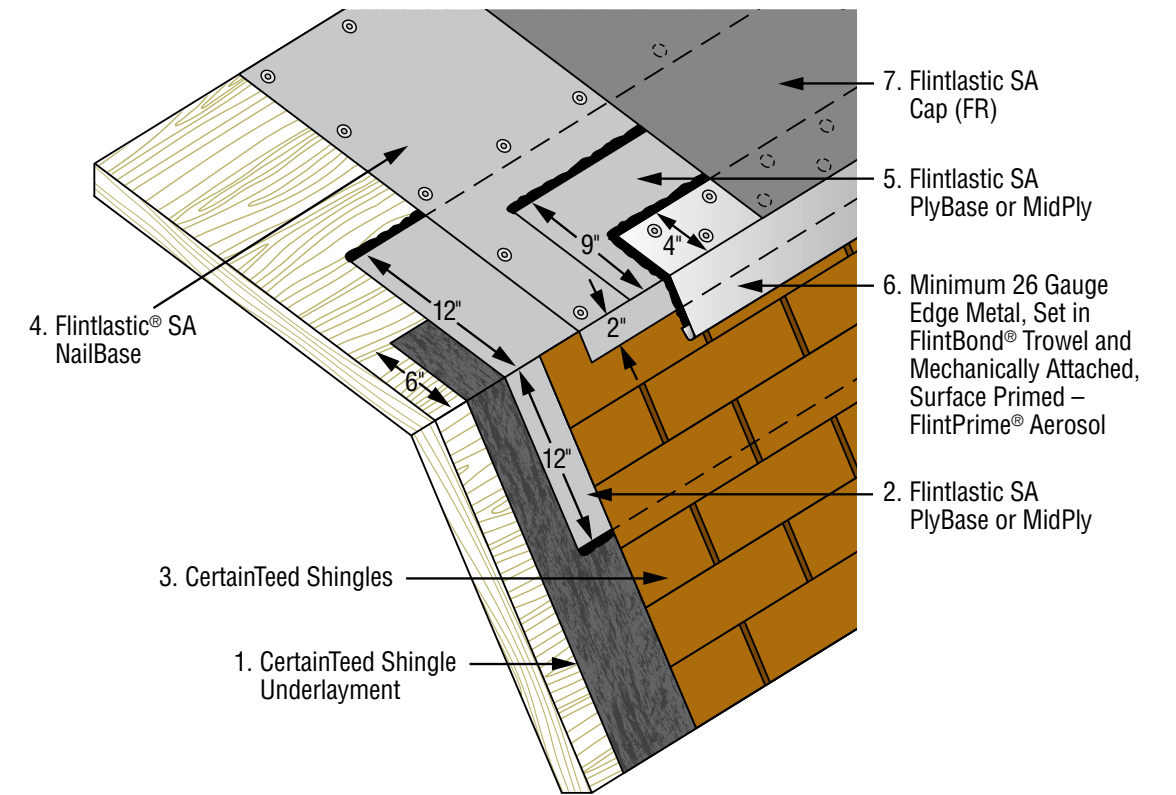 7. Flintlastic SA
Cap (FR)
5. Flintlastic SA
PlyBase or MidPly
9"
4"
6. Minimum 26 Gauge
Edge Metal, Set in
FlintBond® Trowel and
Mechanically Attached,
Surface Primed –
FlintPrime® Aerosol
4. Flintlastic® SA
NailBase
12"
2"
6"
12"
2. Flintlastic SA
PlyBase or MidPly
3. CertainTeed Shingles
1. CertainTeed Shingle
Underlayment